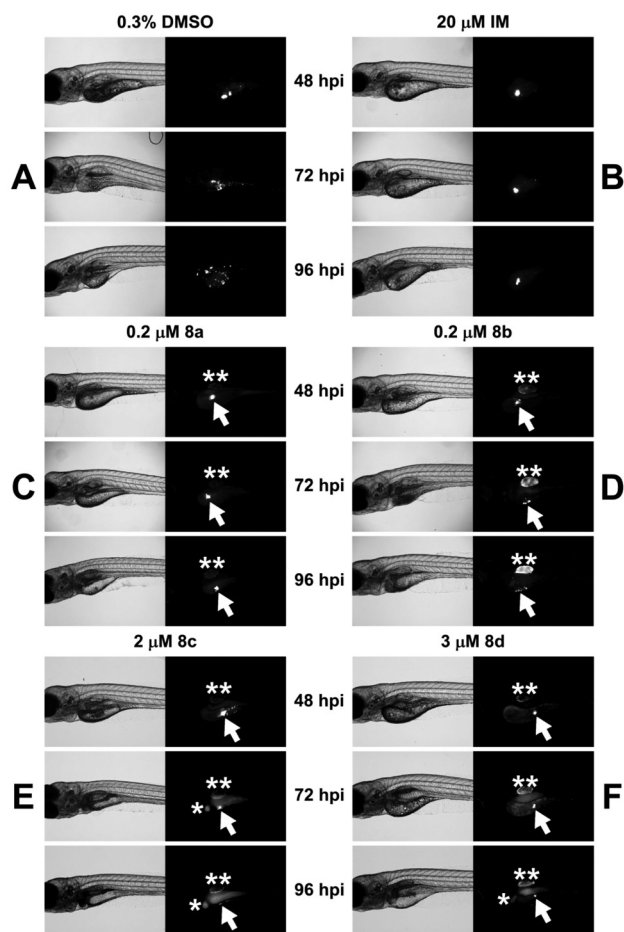 0.3% DMSO 20 μM IM
48 hpi
A 72 hpi B
96 hpi
0.2 μM 8a 0.2 μM 8b
** 48 hpi **
C ** 72 hpi ** D
** 96 hpi **
2 μM 8c 3 μM 8d
** 48 hpi **
E * ** 72 hpi ** F
* ** 96 hpi * **